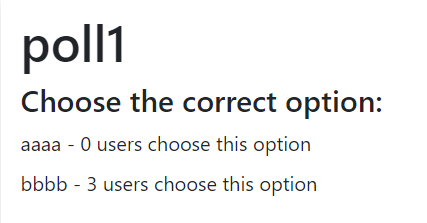 poll1
Choose the correct option:
aaaa - 0 users choose this option
bbbb - 3 users choose this option